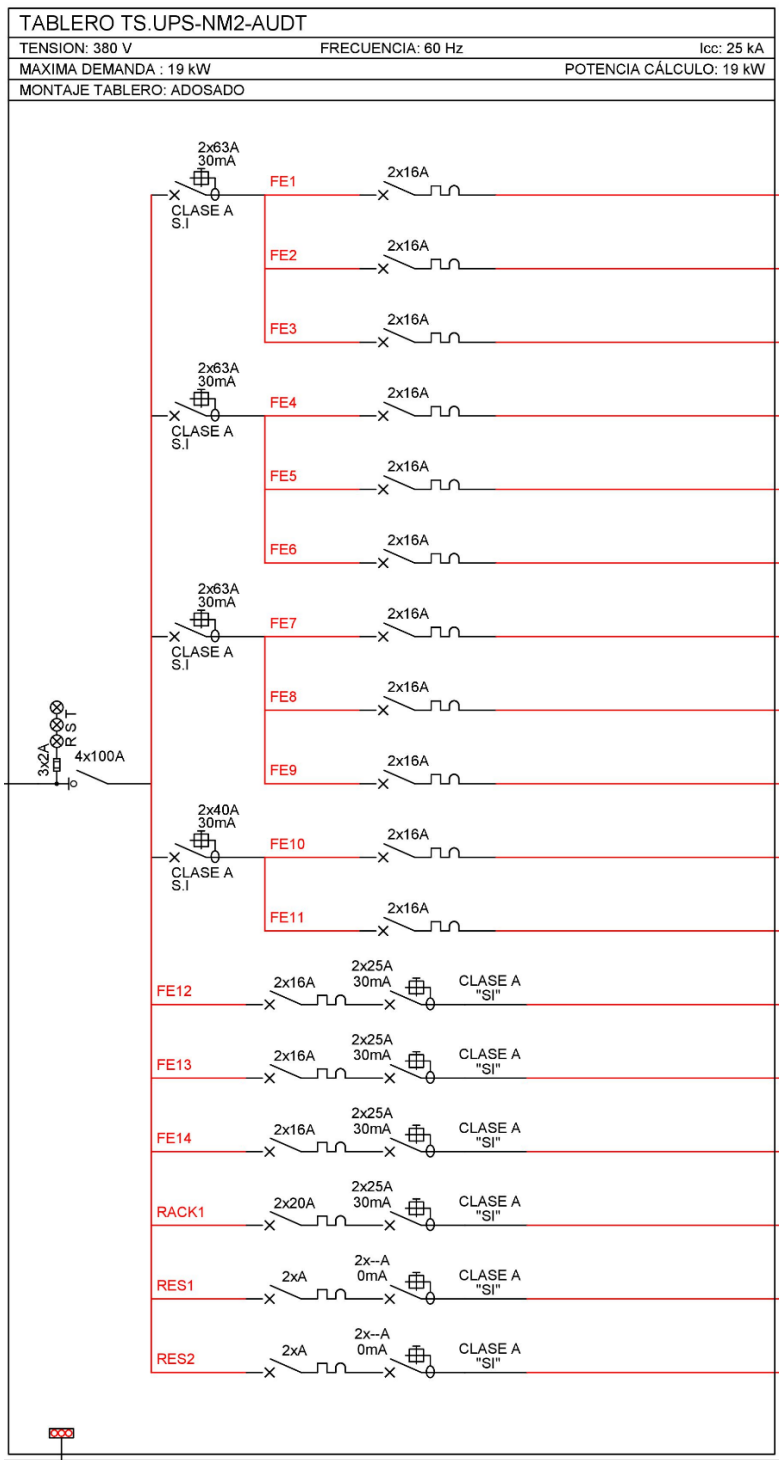 TABLERO TS.UPS-NM2-AUDT
TENSION: 380 V FRECUENCIA: 60 Hz Icc: 25 kA
MAXIMA DEMANDA : 19 kW POTENCIA CÁLCULO: 19 kW
MONTAJE TABLERO: ADOSADO
2x63A
30mA
CLASE A
S.I
FE1 2x16A
FE2 2x16A
FE3 2x16A
2x63A
30mA
CLASE A
S.I
FE4 2x16A
FE5 2x16A
FE6 2x16A
2x63A
30mA
CLASE A
S.I
FE7 2x16A
FE8 2x16A
R S T
3x2A
4x100A
FE9 2x16A
2x40A
30mA
CLASE A
S.I
FE10 2x16A
FE11 2x16A
FE12 2x16A
2x25A
30mA
CLASE A
"SI"
FE13 2x16A
2x25A
30mA
CLASE A
"SI"
FE14 2x16A
2x25A
30mA
CLASE A
"SI"
RACK1 2x20A
2x25A
30mA
CLASE A
"SI"
RES1 2xA
2x--A
0mA
CLASE A
"SI"
RES2 2xA
2x--A
0mA
CLASE A
"SI"